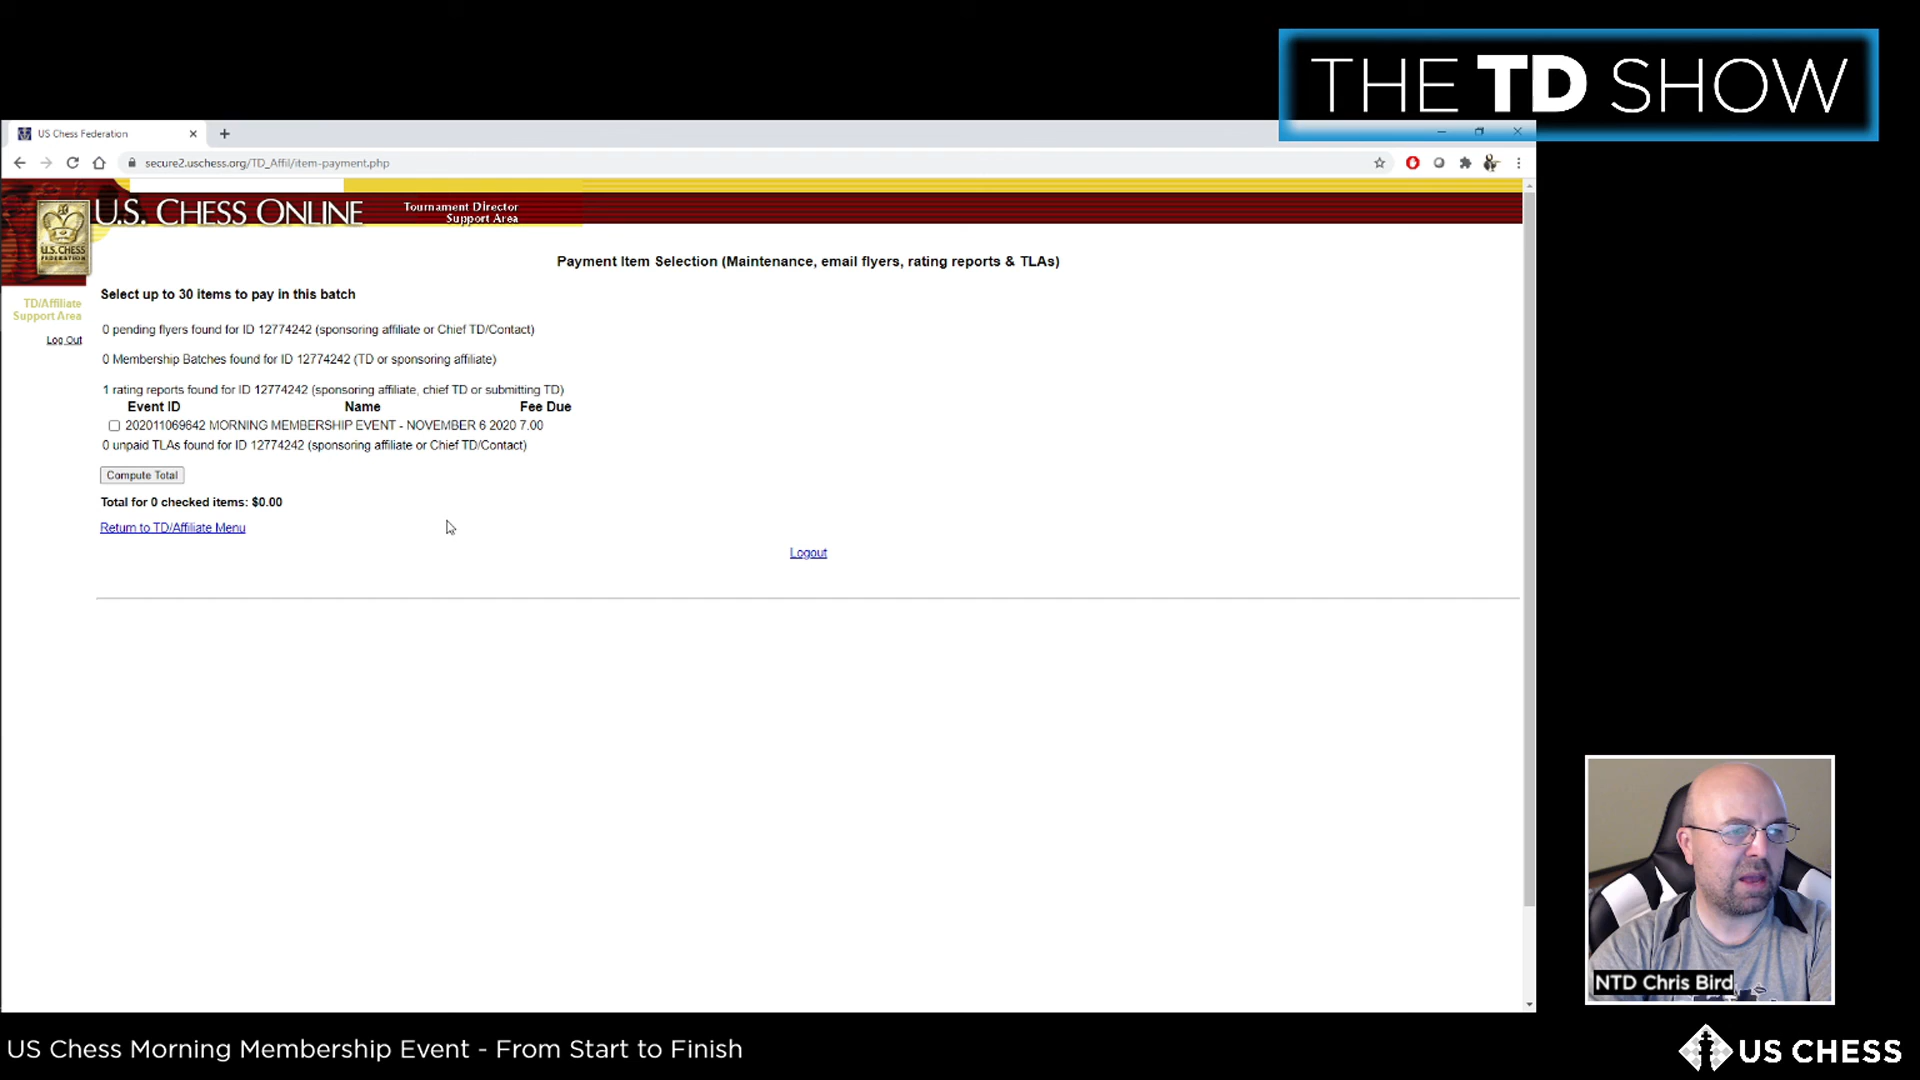 THE TD SHOW
US Chess Federation
secure2.uschess.org/TD_Affil/item-payment.php
U.S. CHESS ONLINE
Tournament Director
Support Area
U.S. CHESS
FEDERATION
Payment Item Selection (Maintenance, email flyers, rating reports & TLAs)
Select up to 30 items to pay in this batch
TD/Affiliate
Support Area
Log Out
0 pending flyers found for ID 12774242 (sponsoring affiliate or Chief TD/Contact)
0 Membership Batches found for ID 12774242 (TD or sponsoring affiliate)
1 rating reports found for ID 12774242 (sponsoring affiliate, chief TD or submitting TD)
Event ID Name Fee Due
202011069642 MORNING MEMBERSHIP EVENT - NOVEMBER 6 2020 7.00
0 unpaid TLAs found for ID 12774242 (sponsoring affiliate or Chief TD/Contact)
Compute Total
Total for 0 checked items: $0.00
Return to TD/Affiliate Menu
Logout
NTD Chris Bird
US Chess Morning Membership Event - From Start to Finish
US CHESS